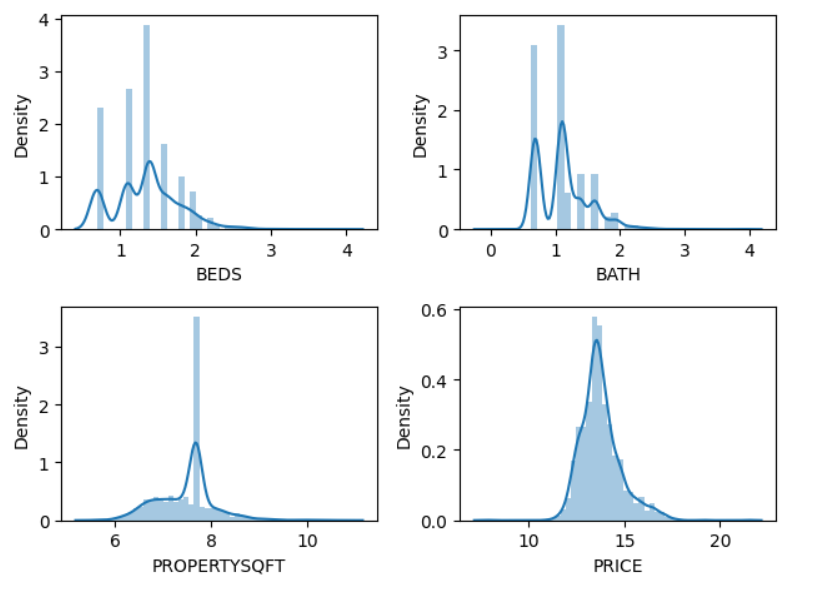 4
3
2
1
0
Density
1 2 3 4
BEDS
3
2
1
0
Density
0 1 2 3 4
BATH
3
2
1
0
Density
6 8 10
PROPERTYSQFT
0.6
0.4
0.2
0.0
Density
10 15 20
PRICE